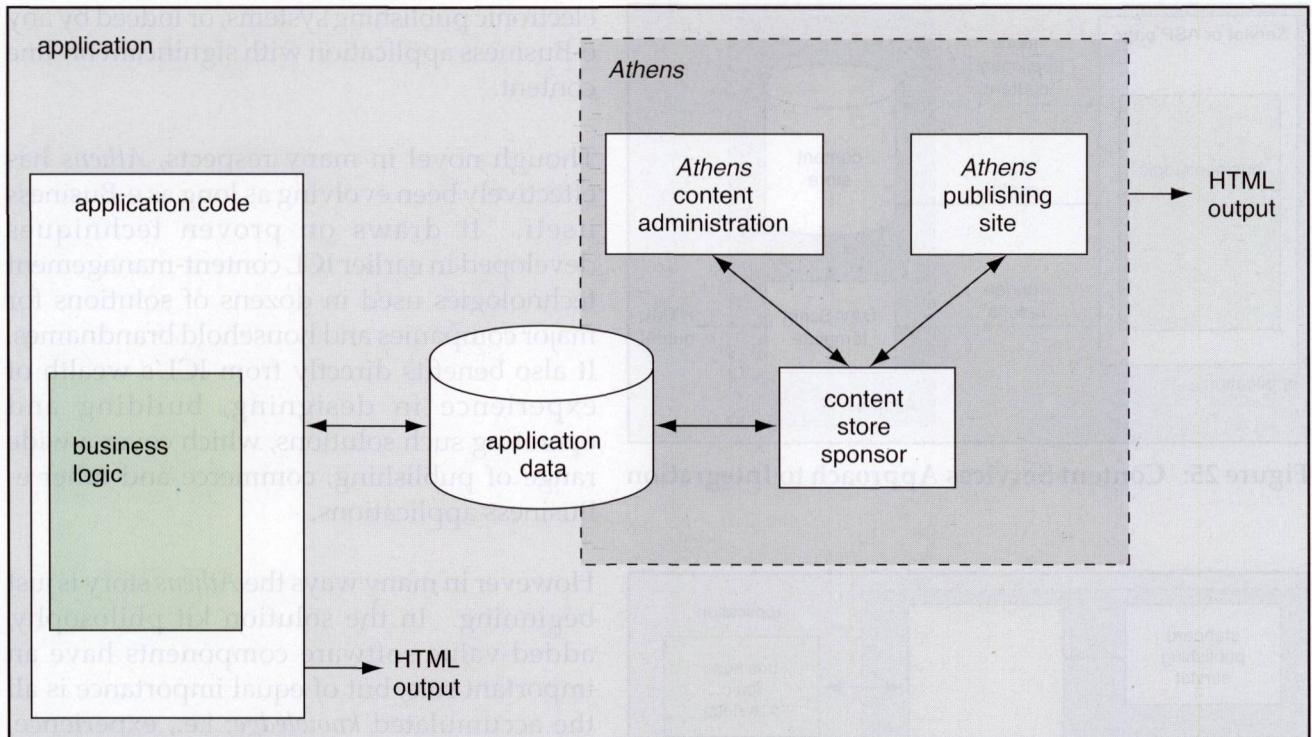 application
Athens
application code
Athens
content
administration
Athens
publishing
site
HTML
output
business
logic
application
data
content
store
sponsor
HTML
output
electronic publishing systems, or indeed by any
e-Business application with significant
content.
Though novel in many respects, Athens has
effectively been evolving as long as e-Business
itself. It draws on proven techniques
developed in earlier ICL content-management
technologies used in dozens of solutions for
major companies and household brandnames.
It also benefits directly from ICL's wealth of
experience in designing, building and
such solutions, which
range of publishing, commerce and
business applications.
However in many ways the Athens story is just
beginning. In the solution kit philosophy,
added-value software components have an
important but of equal importance is all
the accumulated knowledge, i.e., experience
Figure 25: Content Services Approach to Integration